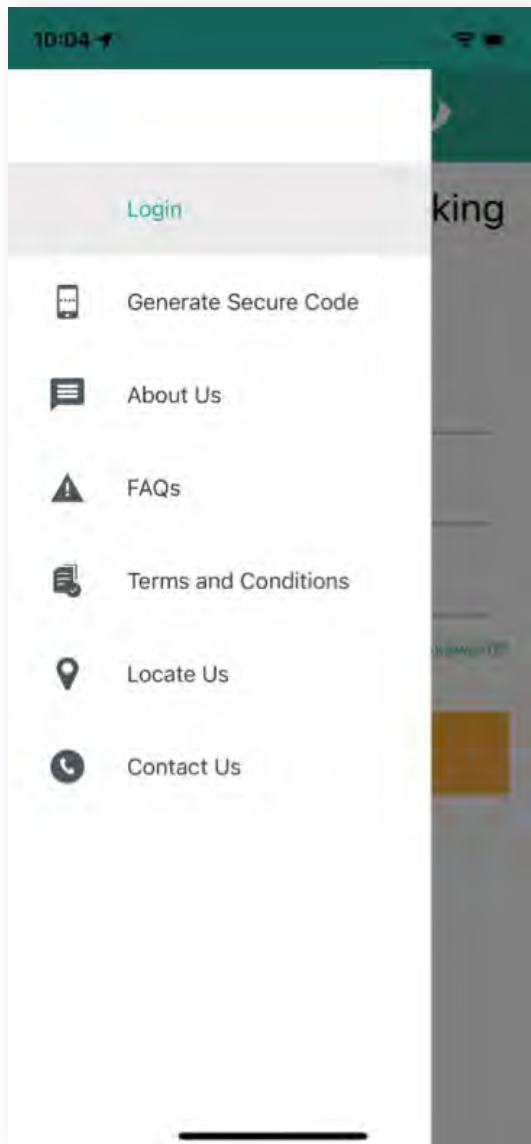 10:04
king
Login
Generate Secure Code
About Us
FAQs
Terms and Conditions
Locate Us
Contact Us